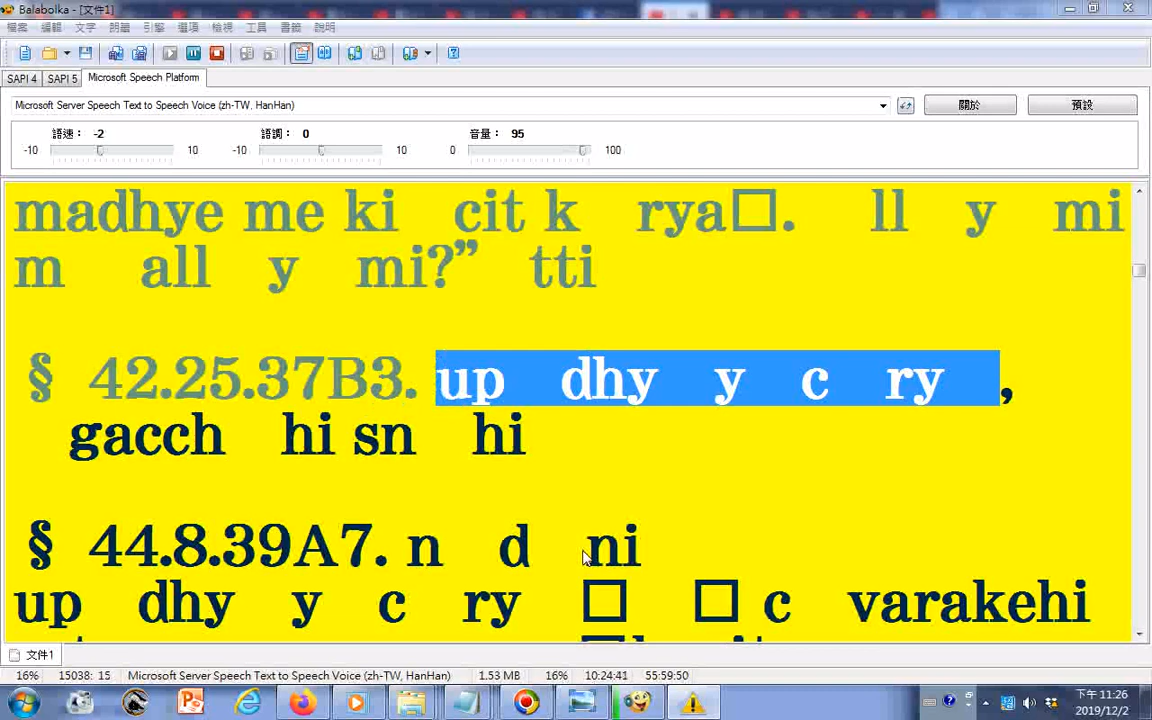 Balabolka - [文件1]
檔案 編輯 文字 朗誦 引擎 選項 檢視 工具 書籤 說明
SAPI 4 SAPI 5 Microsoft Speech Platform
Microsoft Server Speech Text to Speech Voice (zh-TW, HanHan) 關於 預設
語速： -2 語調： 0 音量： 95
-10 10 -10 10 0 100
madhye me ki cit k rya□. ll y mi
m all y mi?” tti
§ 42.25.37B3. up dhy y c ry ,
gacch hi sn hi
§ 44.8.39A7. n d ni
up dhy y c ry □ □ c varakehi
文件1
16% 15038: 15 Microsoft Server Speech Text to Speech Voice (zh-TW, HanHan) 1.53 MB 16% 10:24:41 55:59:50
下午 11:26
2019/12/2